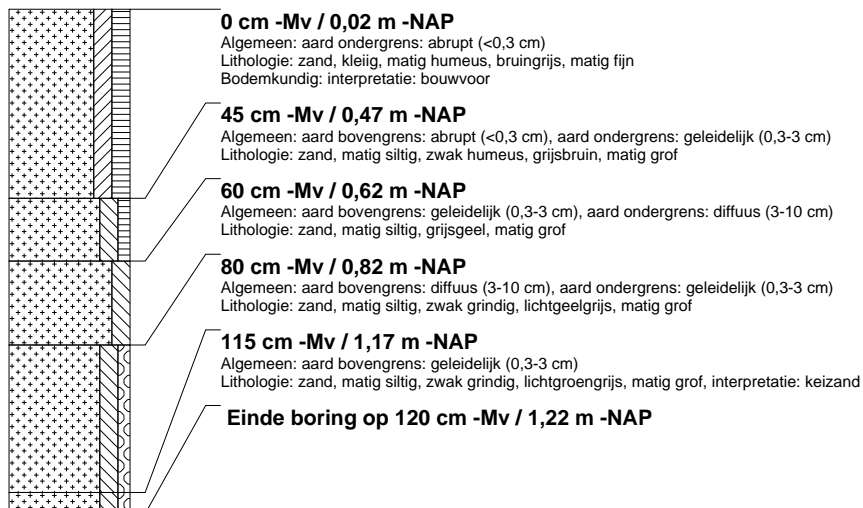 0 cm -Mv / 0,02 m -NAP
Algemeen: aard ondergrens: abrupt (<0,3 cm)
Lithologie: zand, kleiig, matig humeus, bruingrijs, matig fijn
Bodemkundig: interpretatie: bouwvoor
45 cm -Mv / 0,47 m -NAP
Algemeen: aard bovengrens: abrupt (<0,3 cm), aard ondergrens: geleidelijk (0,3-3 cm)
Lithologie: zand, matig siltig, zwak humeus, grijsbruin, matig grof
60 cm -Mv / 0,62 m -NAP
Algemeen: aard bovengrens: geleidelijk (0,3-3 cm), aard ondergrens: diffuus (3-10 cm)
Lithologie: zand, matig siltig, grijsgeel, matig grof
80 cm -Mv / 0,82 m -NAP
Algemeen: aard bovengrens: diffuus (3-10 cm), aard ondergrens: geleidelijk (0,3-3 cm)
Lithologie: zand, matig siltig, zwak grindig, lichtgeelgrijs, matig grof
115 cm -Mv / 1,17 m -NAP
Algemeen: aard bovengrens: geleidelijk (0,3-3 cm)
Lithologie: zand, matig siltig, zwak grindig, lichtgroengrijs, matig grof, interpretatie: keizand
Einde boring op 120 cm -Mv / 1,22 m -NAP